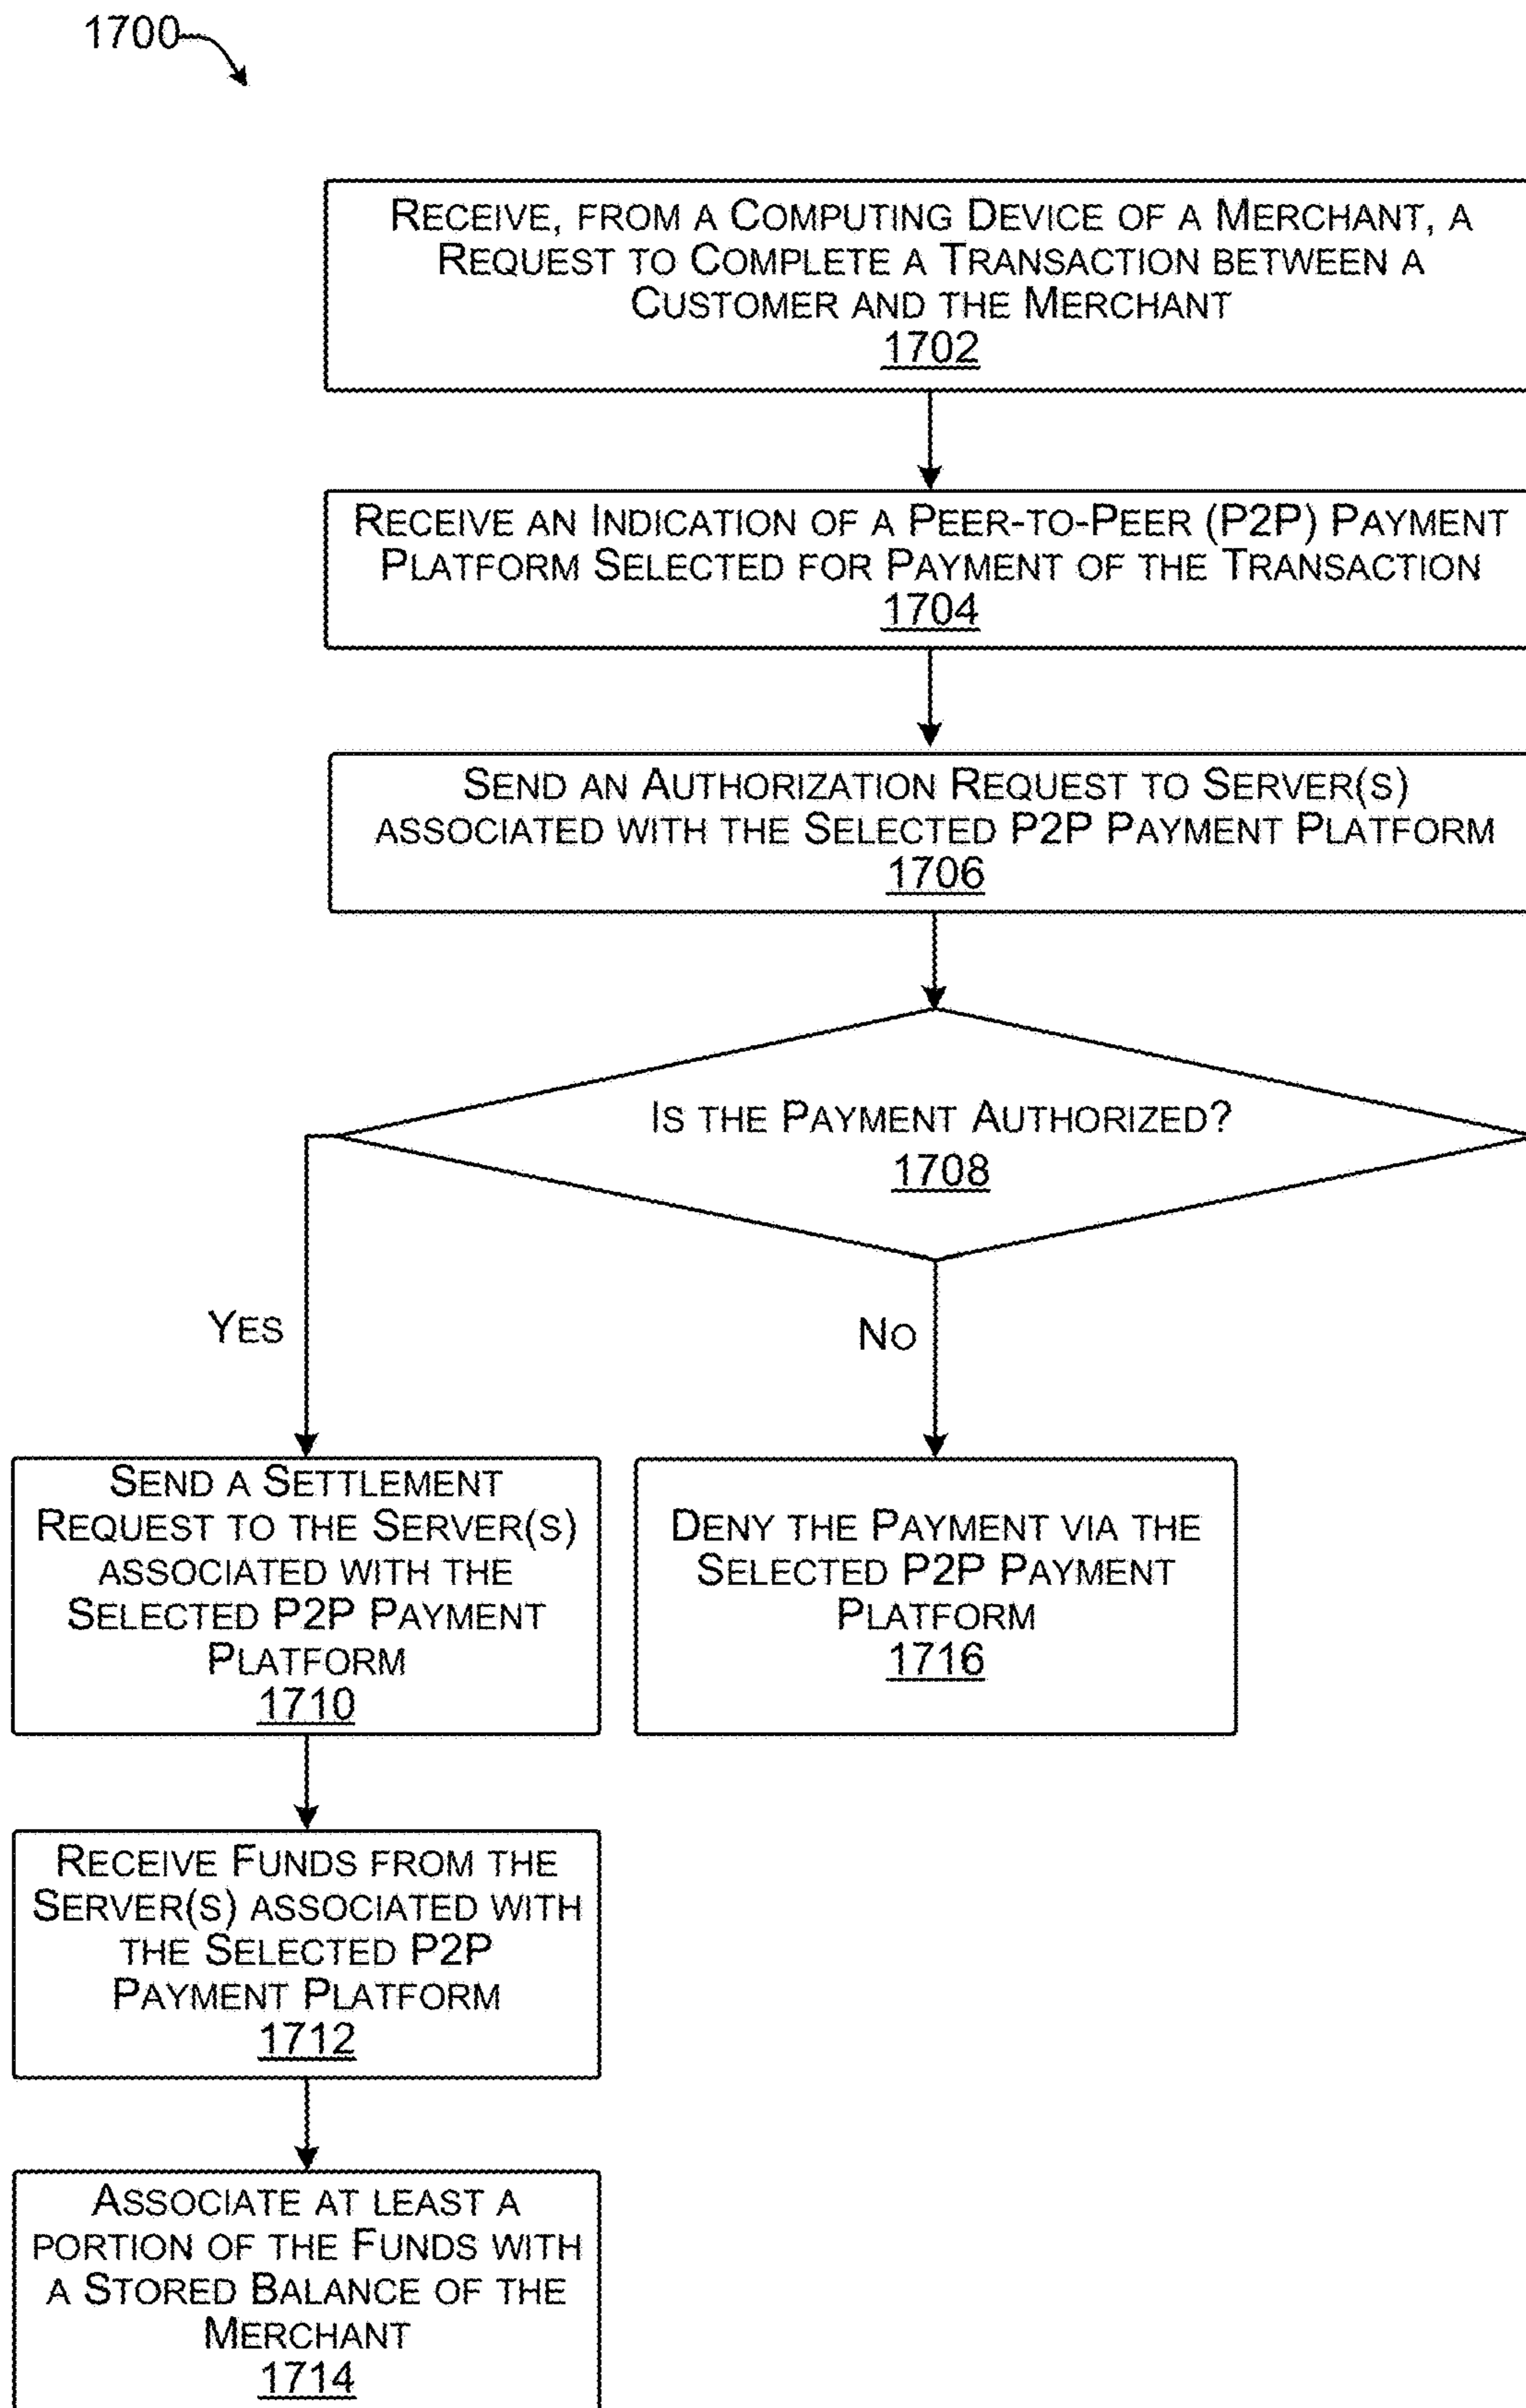 1700
RECEIVE, FROM A COMPUTING DEVICE OF A MERCHANT, A
REQUEST TO COMPLETE A TRANSACTION BETWEEN A
CUSTOMER AND THE MERCHANT
1702
RECEIVE AN INDICATION OF A PEER-TO-PEER (P2P) PAYMENT
PLATFORM SELECTED FOR PAYMENT OF THE TRANSACTION
1704
SEND AN AUTHORIZATION REQUEST TO SERVER(S)
ASSOCIATED WITH THE SELECTED P2P PAYMENT PLATFORM
1706
IS THE PAYMENT AUTHORIZED?
1708
YES
NO
SEND A SETTLEMENT
REQUEST TO THE SERVER(S)
ASSOCIATED WITH THE
SELECTED P2P PAYMENT
PLATFORM
1710
DENY THE PAYMENT VIA THE
SELECTED P2P PAYMENT
PLATFORM
1716
RECEIVE FUNDS FROM THE
SERVER(S) ASSOCIATED WITH
THE SELECTED P2P
PAYMENT PLATFORM
1712
ASSOCIATE AT LEAST A
PORTION OF THE FUNDS WITH
A STORED BALANCE OF THE
MERCHANT
1714